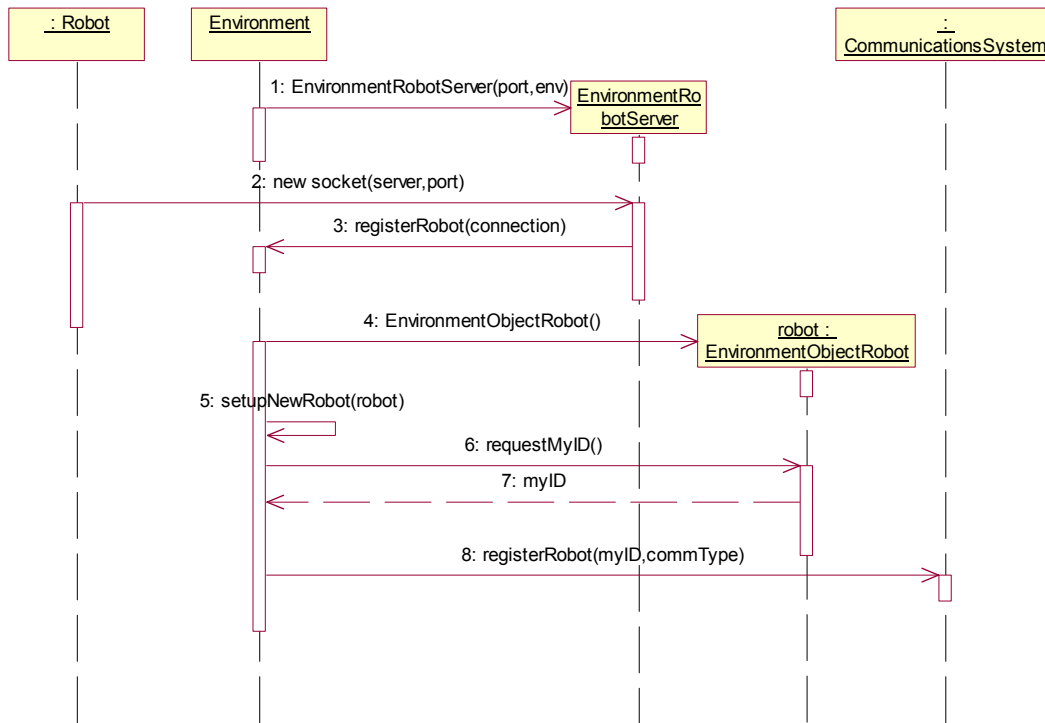 : Robot
Environment
:
CommunicationsSystem
1: EnvironmentRobotServer(port,env)
EnvironmentRo
botServer
2: new socket(server,port)
3: registerRobot(connection)
4: EnvironmentObjectRobot()
robot :
EnvironmentObjectRobot
5: setupNewRobot(robot)
6: requestMyID()
7: myID
8: registerRobot(myID,commType)